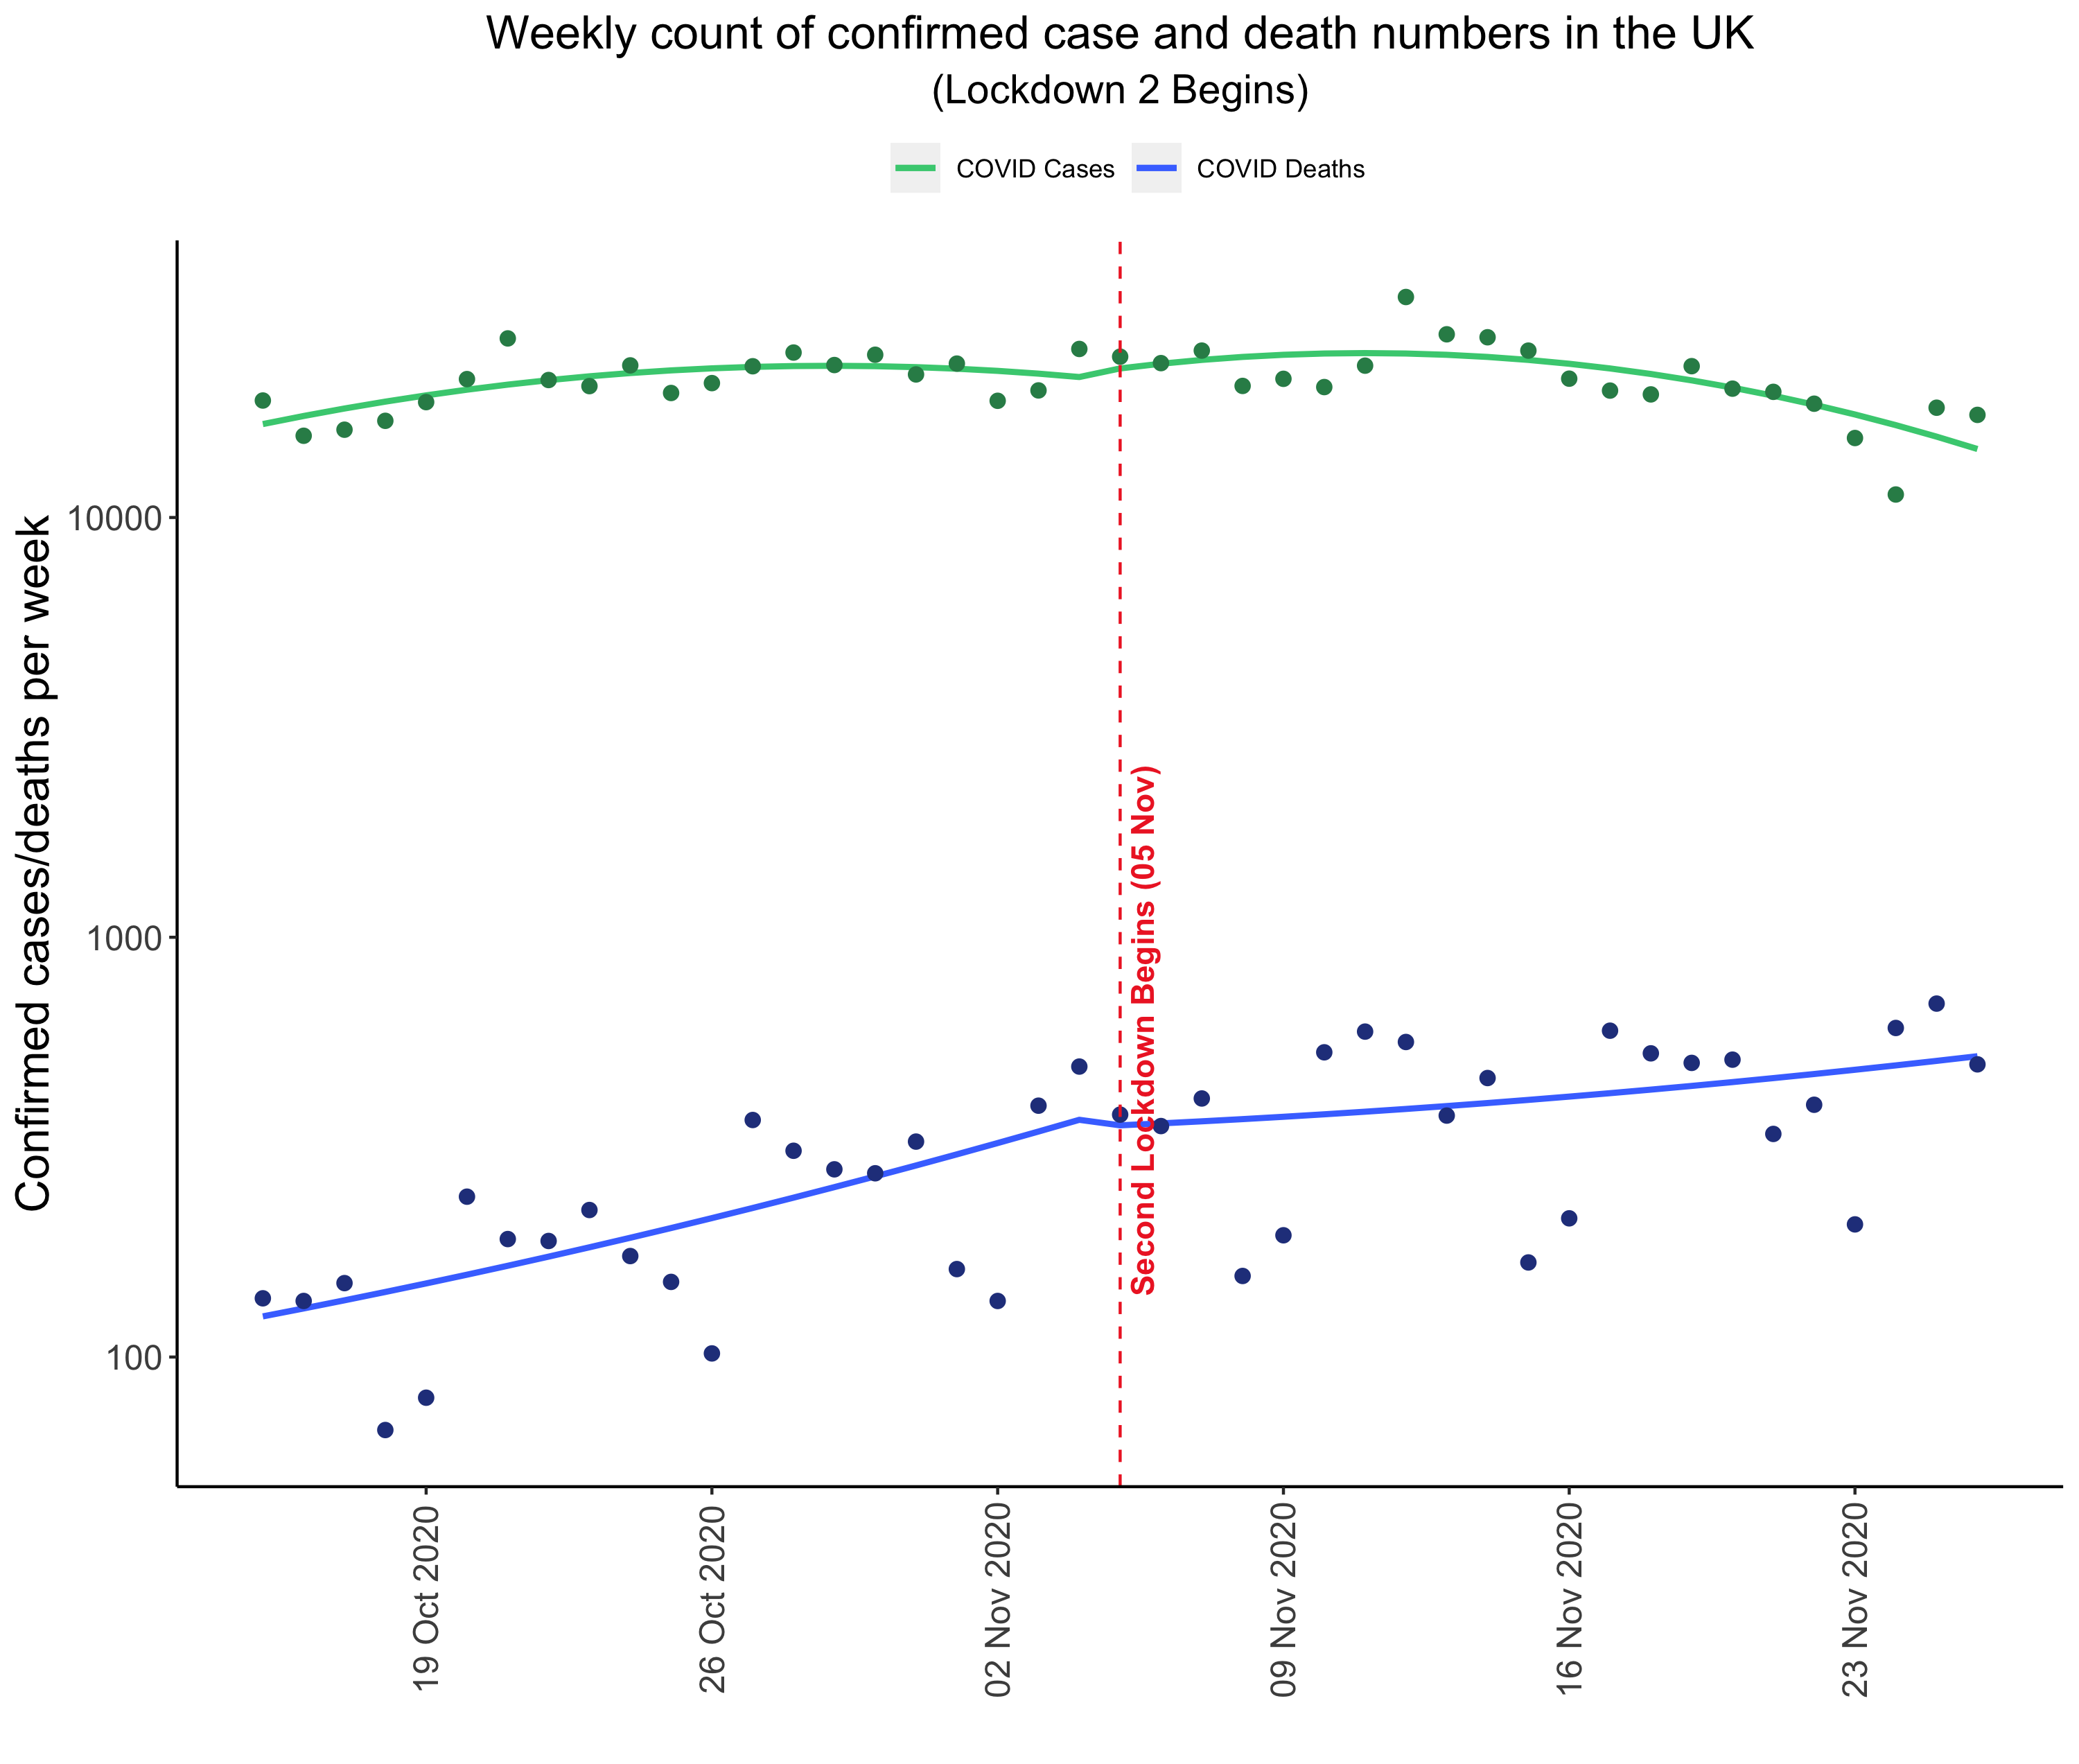 Weekly count of confirmed case and death numbers in the UK
(Lockdown 2 Begins)
COVID Cases
COVID Deaths
Confirmed cases/deaths per week
10000
1000
100
Second Lockdown Begins (05 Nov)
19 Oct 2020
26 Oct 2020
02 Nov 2020
09 Nov 2020
16 Nov 2020
23 Nov 2020